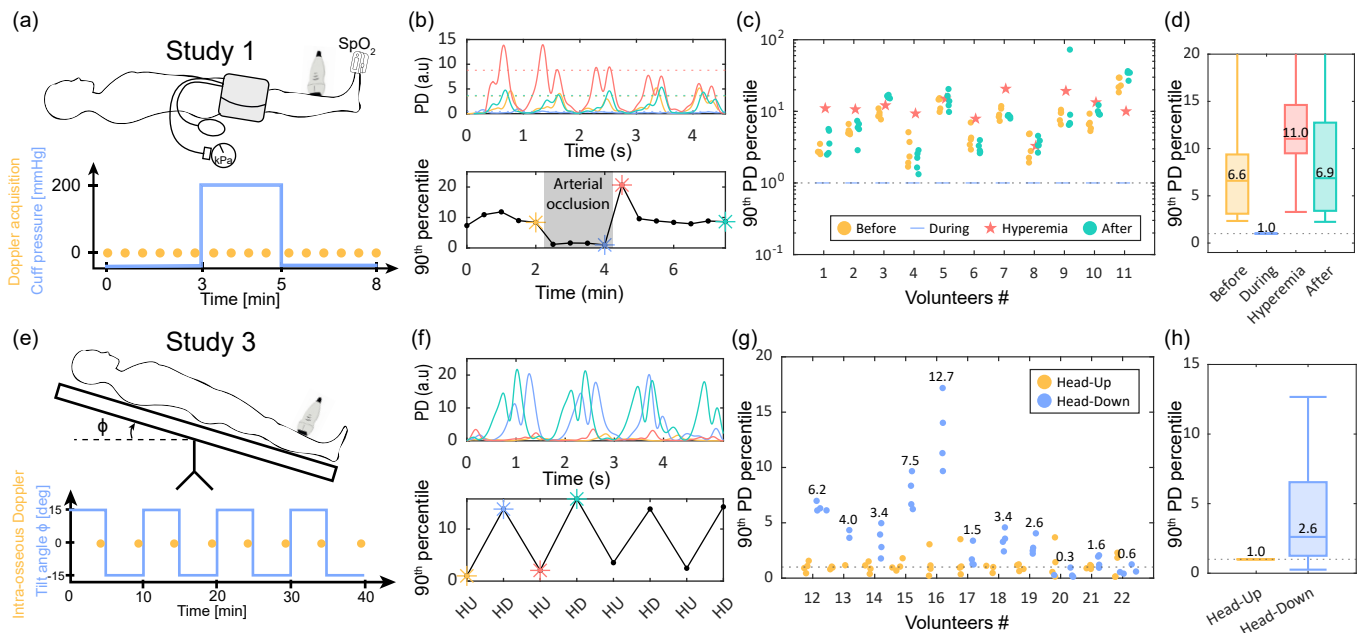 (a)
Study 1
SpO2
kPa
Doppler acquisition
Cuff pressure [mmHg]
200
0
0
3
5
8
Time [min]
(b)
PD (a.u)
15
10
5
0
0
1
2
3
4
Time (s)
90th percentile
30
20
10
0
Arterial
occlusion
0
2
4
6
Time (min)
(c)
90th PD percentile
10^2
10^1
10^0
10^-1
Before
During
Hyperemia
After
1
2
3
4
5
6
7
8
9
10
11
Volunteers #
(d)
90th PD percentile
20
15
10
5
0
6.6
1.0
11.0
6.9
Before
During
Hyperemia
After
(e)
Study 3
ϕ
Intra-osseous Doppler
Tilt angle ϕ [deg]
15
0
-15
0
10
20
30
40
Time [min]
(f)
PD (a.u)
20
10
0
0
1
2
3
4
5
Time (s)
90th percentile
10
0
HU
HD
HU
HD
HU
HD
HU
HD
(g)
90th PD percentile
20
15
10
5
0
Head-Up
Head-Down
6.2
4.0
3.4
7.5
12.7
1.5
3.4
2.6
0.3
1.6
0.6
12
13
14
15
16
17
18
19
20
21
22
Volunteers #
(h)
90th PD percentile
15
10
5
0
1.0
2.6
Head-Up
Head-Down